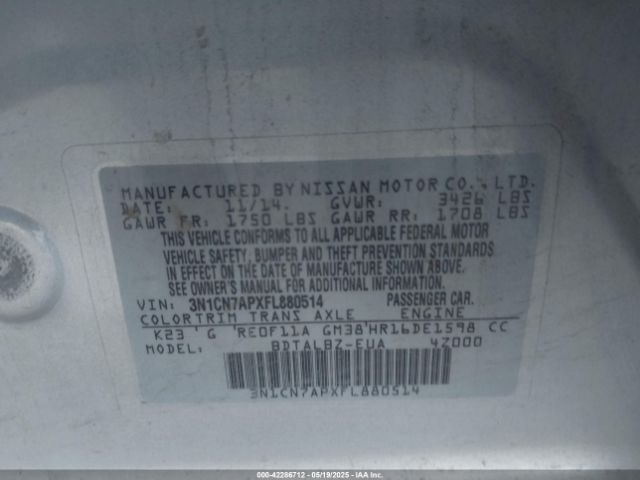 MANUFACTURED BY NISSAN MOTOR CO., LTD.
DATE: 11/14. GVWR: 3426 LBS
GAWR FR: 1750 LBS GAWR RR: 1708 LBS
THIS VEHICLE CONFORMS TO ALL APPLICABLE FEDERAL MOTOR
VEHICLE SAFETY, BUMPER, AND THEFT PREVENTION STANDARDS
IN EFFECT ON THE DATE OF MANUFACTURE SHOWN ABOVE.
SEE OWNER'S MANUAL FOR ADDITIONAL INFORMATION.
VIN: 3N1CN7APXFL880514 PASSENGER CAR.
COLOR TRIM TRANS AXLE ENGINE
K23 G RE0F11A GM38 HR16DE1598 CC
MODEL: BDTALBZ-EUA 4Z000
3N1CN7APXFL880514
000-42286712 05/19/2025 IAA Inc.